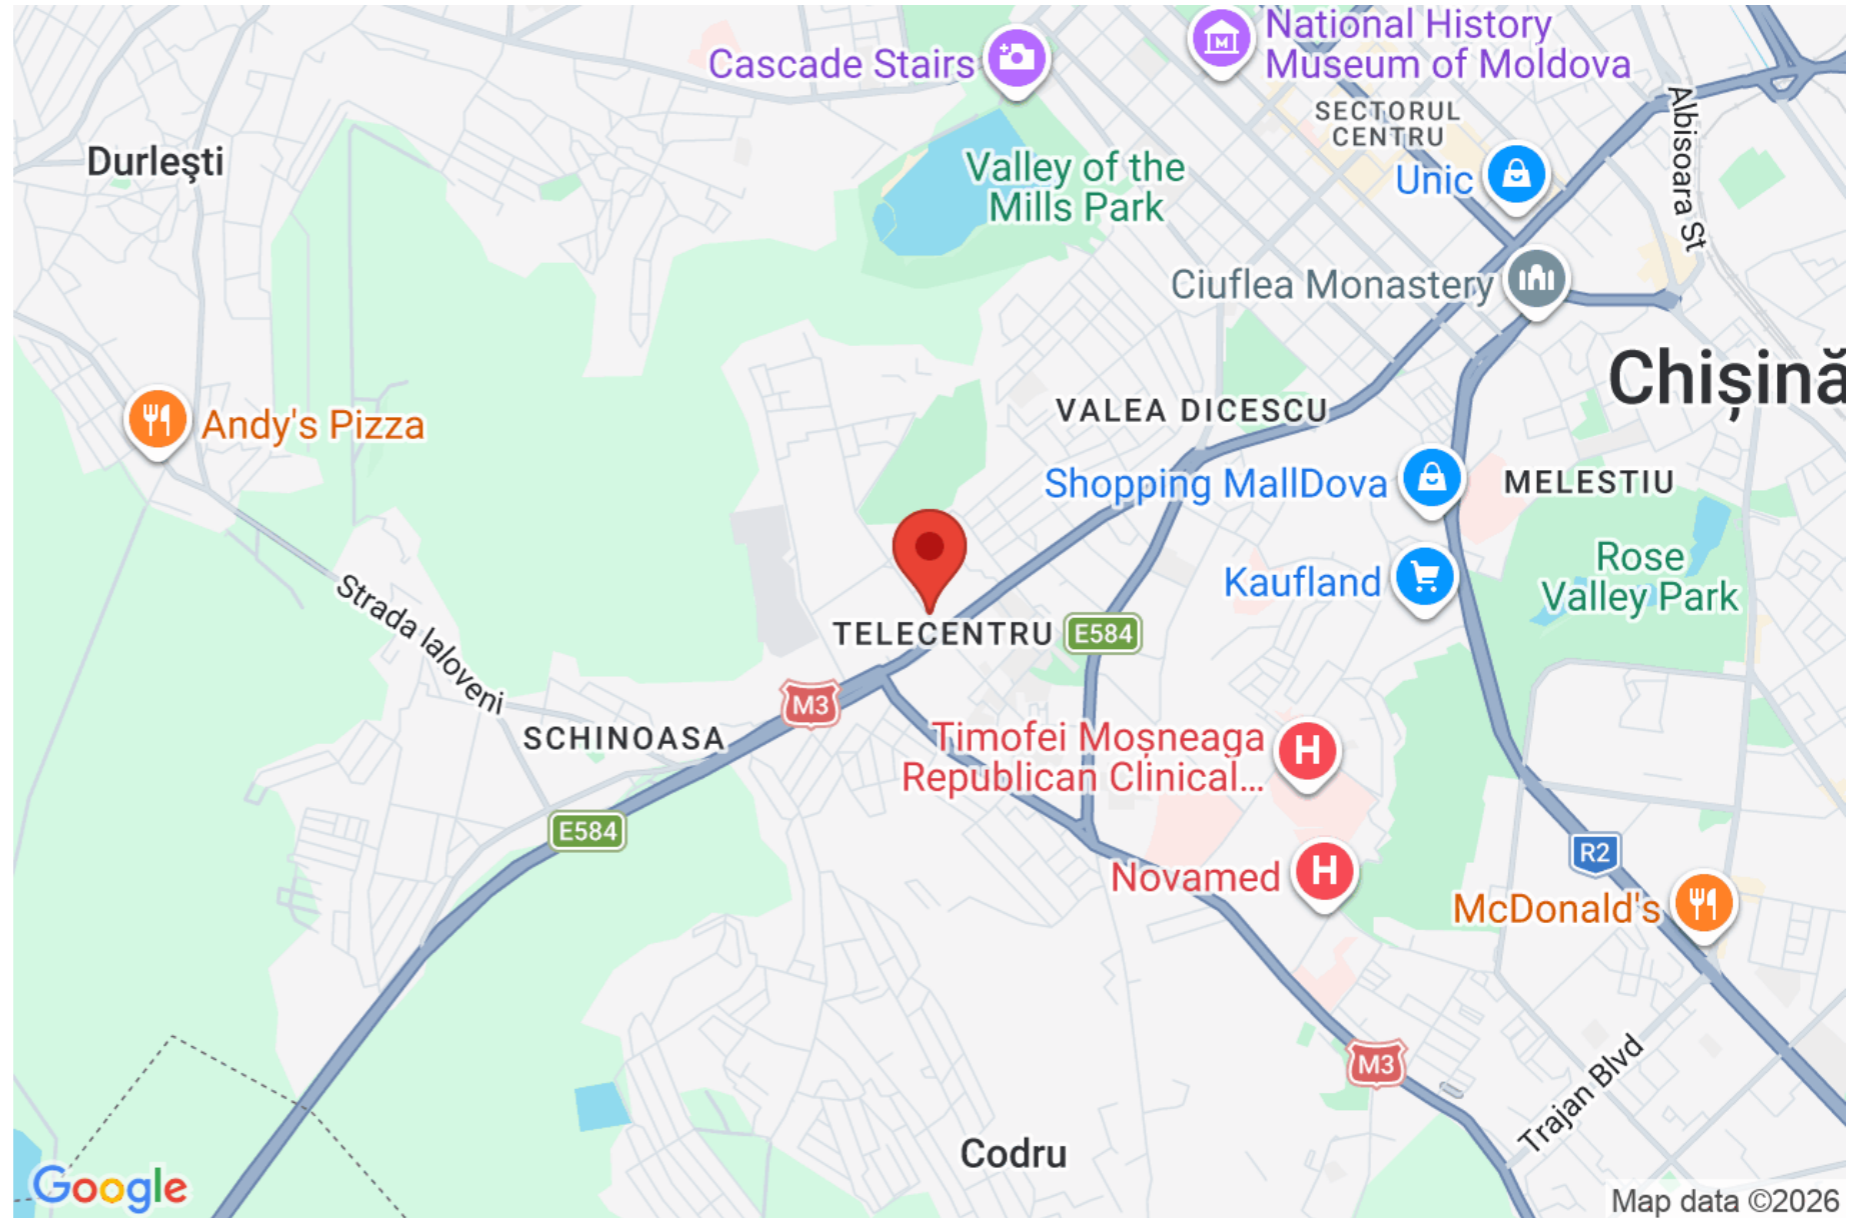 National History
Museum of Moldova
Cascade Stairs
SECTORUL
CENTRU
Albisoara St
Durleşti
Valley of the
Mills Park
Unic
Ciuflea Monastery
Chișină
VALEA DICESCU
Andy's Pizza
Shopping MallDova
MELESTIU
Rose
Valley Park
Kaufland
Strada Ialoveni
TELECENTRU
E584
M3
SCHINOASA
Timofei Moșneaga
Republican Clinical...
E584
R2
Novamed
McDonald's
M3
Trajan Blvd
Codru
Google
Map data ©2026